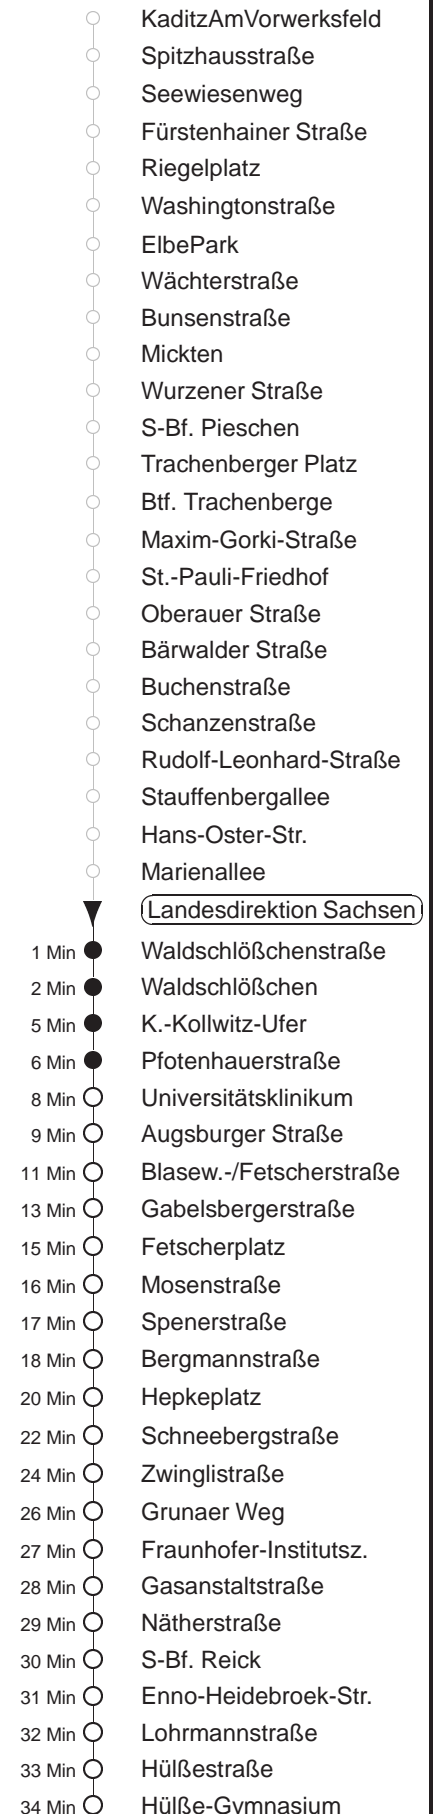 KaditzAmVorwerksfeld
Spitzhausstraße
Seewiesenweg
Fürstenhainer Straße
Riegelplatz
Washingtonstraße
ElbePark
Wächterstraße
Bunsenstraße
Mickten
Wurzener Straße
S-Bf. Pieschen
Trachenberger Platz
Btf. Trachenberge
Maxim-Gorki-Straße
St.-Pauli-Friedhof
Oberauer Straße
Bärwalder Straße
Buchenstraße
Schanzenstraße
Rudolf-Leonhard-Straße
Stauffenbergallee
Hans-Oster-Str.
Marienallee
Landesdirektion Sachsen
1 Min Waldschlößchenstraße
2 Min Waldschlößchen
5 Min K.-Kollwitz-Ufer
6 Min Pfotenhauerstraße
8 Min Universitätsklinikum
9 Min Augsburger Straße
11 Min Blasew.-/Fetscherstraße
13 Min Gabelsbergerstraße
15 Min Fetscherplatz
16 Min Mosenstraße
17 Min Spenerstraße
18 Min Bergmannstraße
20 Min Hepkeplatz
22 Min Schneebergstraße
24 Min Zwinglistraße
26 Min Grunaer Weg
27 Min Fraunhofer-Institutsz.
28 Min Gasanstaltstraße
29 Min Nätherstraße
30 Min S-Bf. Reick
31 Min Enno-Heidebroek-Str.
32 Min Lohrmannstraße
33 Min Hülßestraße
34 Min Hülße-Gymnasium